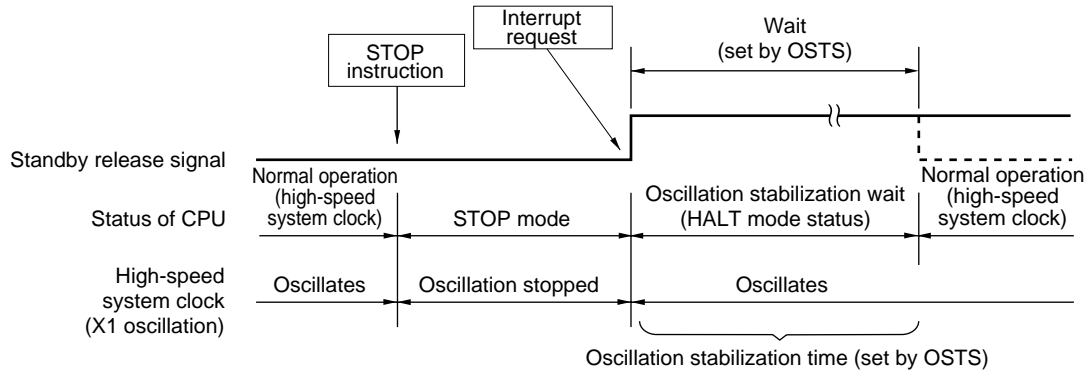 Interrupt
request
STOP
instruction
Wait
(set by OSTS)
Standby release signal
Normal operation
(high-speed
system clock)
Normal operation
(high-speed
system clock)
Status of CPU
STOP mode
Oscillation stabilization wait
(HALT mode status)
High-speed
system clock
(X1 oscillation)
Oscillates
Oscillation stopped
Oscillates
Oscillation stabilization time (set by OSTS)